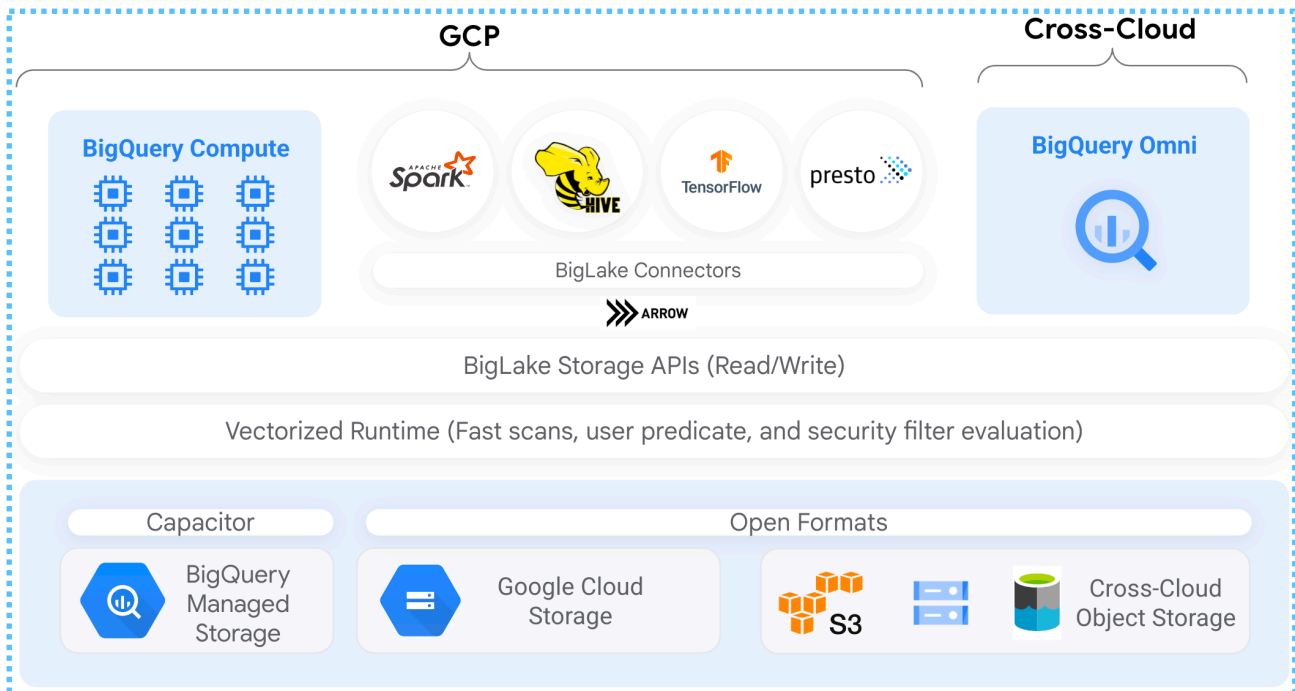 GCP
Cross-Cloud
BigQuery Compute
APACHE
Spark™
HIVE
TensorFlow
presto
BigQuery Omni
BigLake Connectors
ARROW
BigLake Storage APIs (Read/Write)
Vectorized Runtime (Fast scans, user predicate, and security filter evaluation)
Capacitor
Open Formats
BigQuery
Managed
Storage
Google Cloud
Storage
S3
Cross-Cloud
Object Storage